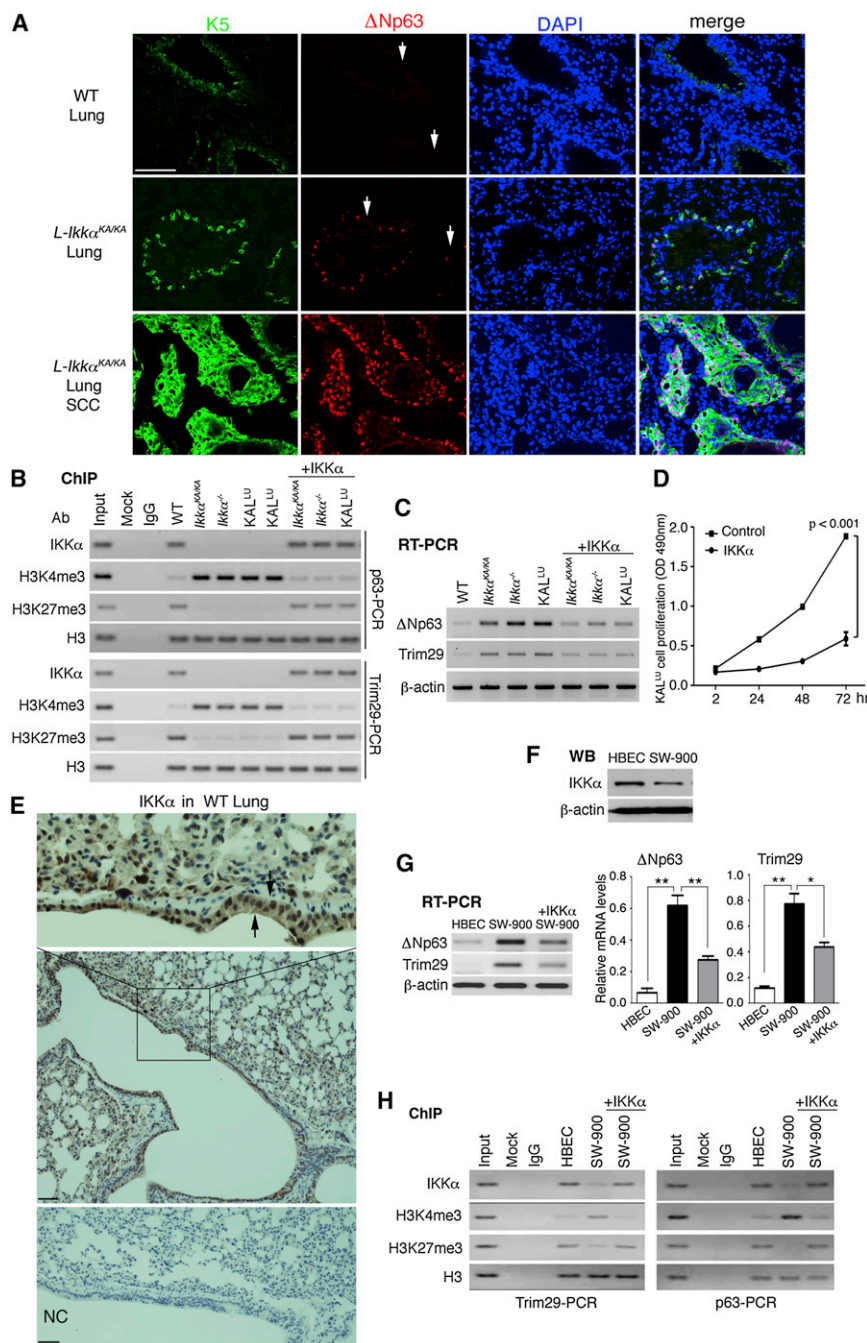 A
K5 ΔNp63 DAPI merge
WT
Lung
L-Ikkα^KA/KA
Lung
L-Ikkα^KA/KA
Lung
SCC
B ChIP
+IKKα
Ab Input Mock IgG WT Ikkα^KA/KA Ikkα^-/- KAL^LU KAL^LU Ikkα^KA/KA Ikkα^-/- KAL^LU
IKKα
H3K4me3
H3K27me3
H3
p63-PCR
IKKα
H3K4me3
H3K27me3
H3
Trim29-PCR
C
RT-PCR
+IKKα
WT Ikkα^KA/KA Ikkα^-/- KAL^LU Ikkα^KA/KA Ikkα^-/- KAL^LU
ΔNp63
Trim29
β-actin
D
KAL^LU cell proliferation (OD 490nm)
2.0
1.5
1.0
0.5
0.0
Control
IKKα
p < 0.001
2 24 48 72 hr
E
IKKα in WT Lung
NC
F WB HBEC SW-900
IKKα
β-actin
G
RT-PCR
HBEC SW-900 +IKKα SW-900
ΔNp63
Trim29
β-actin
ΔNp63
Relative mRNA levels
0.8
0.6
0.4
0.2
0.0
** **
HBEC
SW-900
SW-900
+IKKα
Trim29
1.0
0.8
0.6
0.4
0.2
0.0
** *
HBEC
SW-900
SW-900
+IKKα
H ChIP
+IKKα
Input Mock IgG HBEC SW-900 SW-900
+IKKα
Input Mock IgG HBEC SW-900 SW-900
IKKα
H3K4me3
H3K27me3
H3
Trim29-PCR
p63-PCR